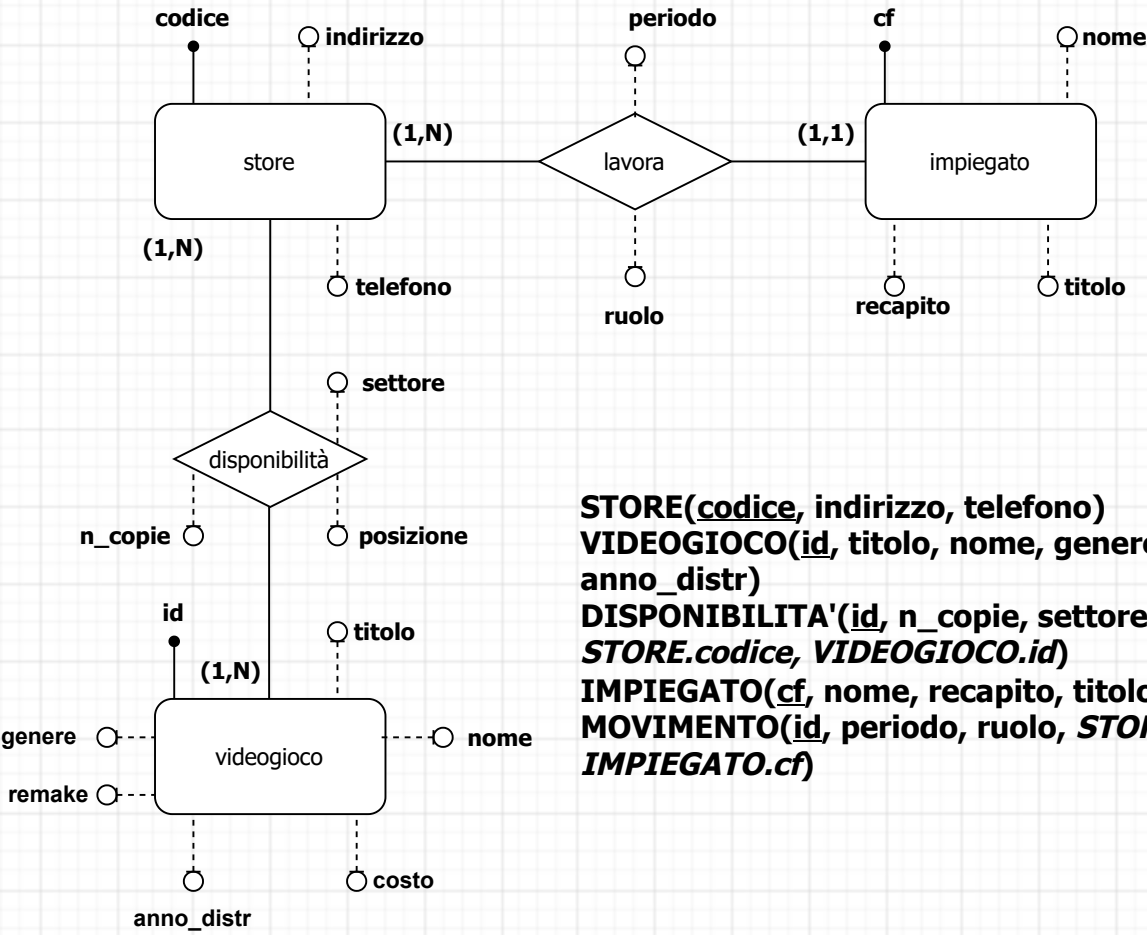 codice
indirizzo
periodo
cf
nome
(1,N)
(1,1)
store
lavora
impiegato
(1,N)
telefono
ruolo
recapito
titolo
settore
disponibilità
n_copie
posizione
STORE(codice, indirizzo, telefono)
VIDEOGIOCO(id, titolo, nome, genere
anno_distr)
DISPONIBILITA'(id, n_copie, settore
STORE.codice, VIDEOGIOCO.id)
IMPIEGATO(cf, nome, recapito, titolo
MOVIMENTO(id, periodo, ruolo,
IMPIEGATO.cf)
id
titolo
(1,N)
genere
nome
videogioco
remake
costo
anno_distr